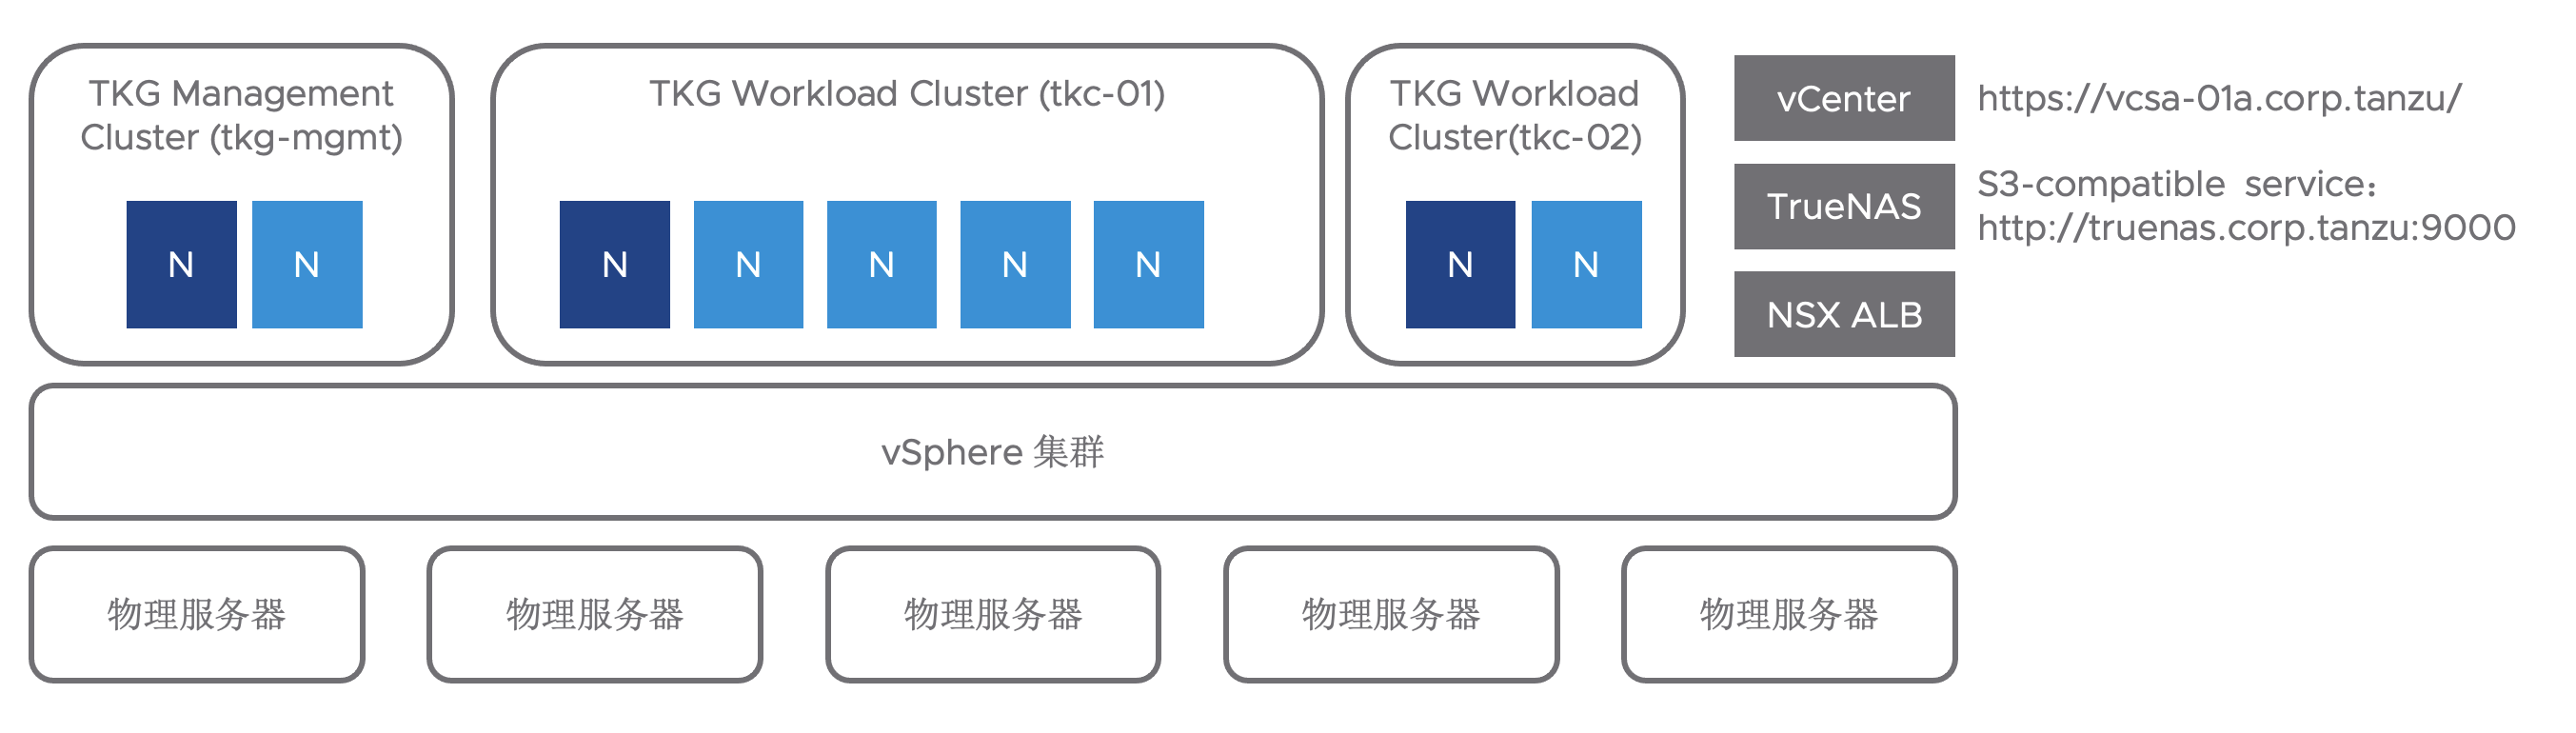 TKG Management
Cluster (tkg-mgmt)
N
N
TKG Workload Cluster (tkc-01)
N
N
N
N
N
TKG Workload
Cluster(tkc-02)
N
N
vCenter
https://vcsa-01a.corp.tanzu/
TrueNAS
S3-compatible service：
http://truenas.corp.tanzu:9000
NSX ALB
vSphere 集群
物理服务器
物理服务器
物理服务器
物理服务器
物理服务器